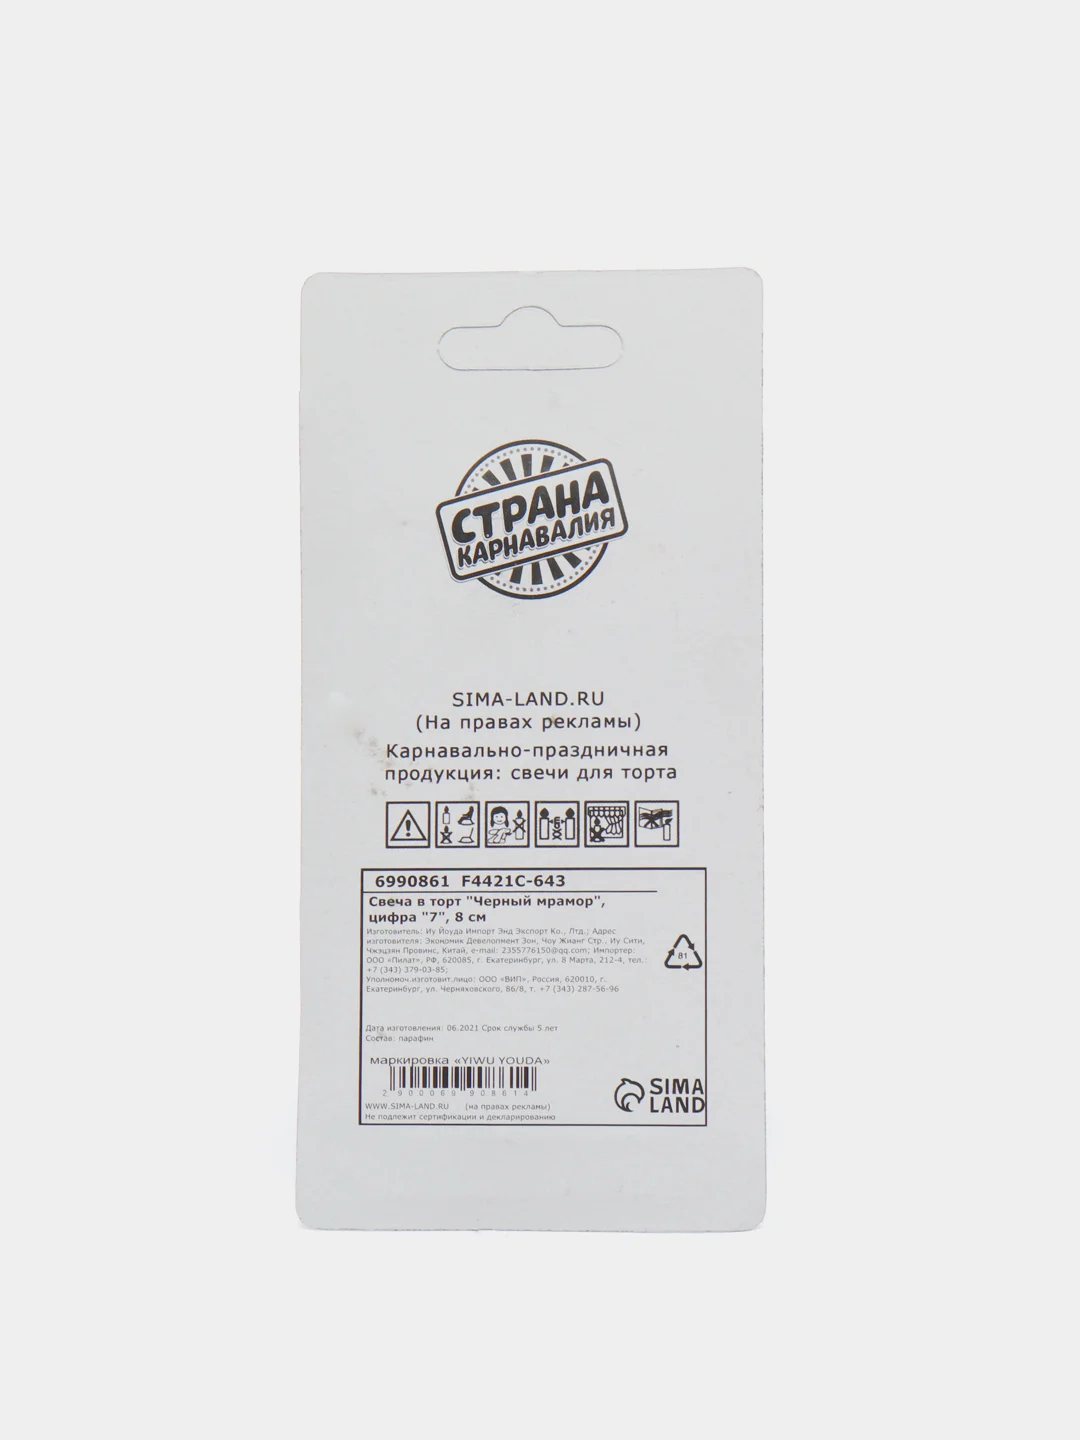 СТРАНА
КАРНАВАЛИЯ
SIMA-LAND.RU
(На правах рекламы)
Карнавально-праздничная
продукция: свечи для торта
6990861 F4421C-643
Свеча в торт "Черный мрамор",
цифра "7", 8 см
Изготовитель: Иу Йоуда Импорт Энд Экспорт Ко., Лтд.; Адрес
изготовителя: Экономик Девелопмент Зон, Чоу Жианг Стр., Иу Сити,
Чжэцзян Провинс, Китай, e-mail: 2355776150@qq.com; Импортер:
ООО «Пилат», РФ, 620085, г. Екатеринбург, ул. 8 Марта, 212-4, тел.:
+7 (343) 379-03-85;
Уполномоч.изготовит.лицо: ООО «ВИП», Россия, 620010, г.
Екатеринбург, ул. Черняховского, 86/8, т. +7 (343) 287-56-96
81
Дата изготовления: 06.2021 Срок службы 5 лет
Состав: парафин
маркировка «YIWU YOUDA»
2900069908614
WWW.SIMA-LAND.RU (на правах рекламы)
Не подлежит сертификации и декларированию
SIMA
LAND